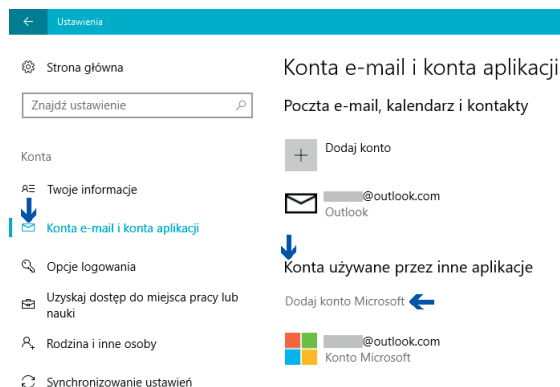 Ustawienia
Strona główna
Znajdź ustawienie
Konta
Twoje informacje
Konta e-mail i konta aplikacji
Opcje logowania
Uzyskaj dostęp do miejsca pracy lub
nauki
Rodzina i inne osoby
Synchronizowanie ustawień
Konta e-mail i konta aplikacji
Poczta e-mail, kalendarz i kontakty
Dodaj konto
@outlook.com
Outlook
Konta używane przez inne aplikacje
Dodaj konto Microsoft
@outlook.com
Konto Microsoft